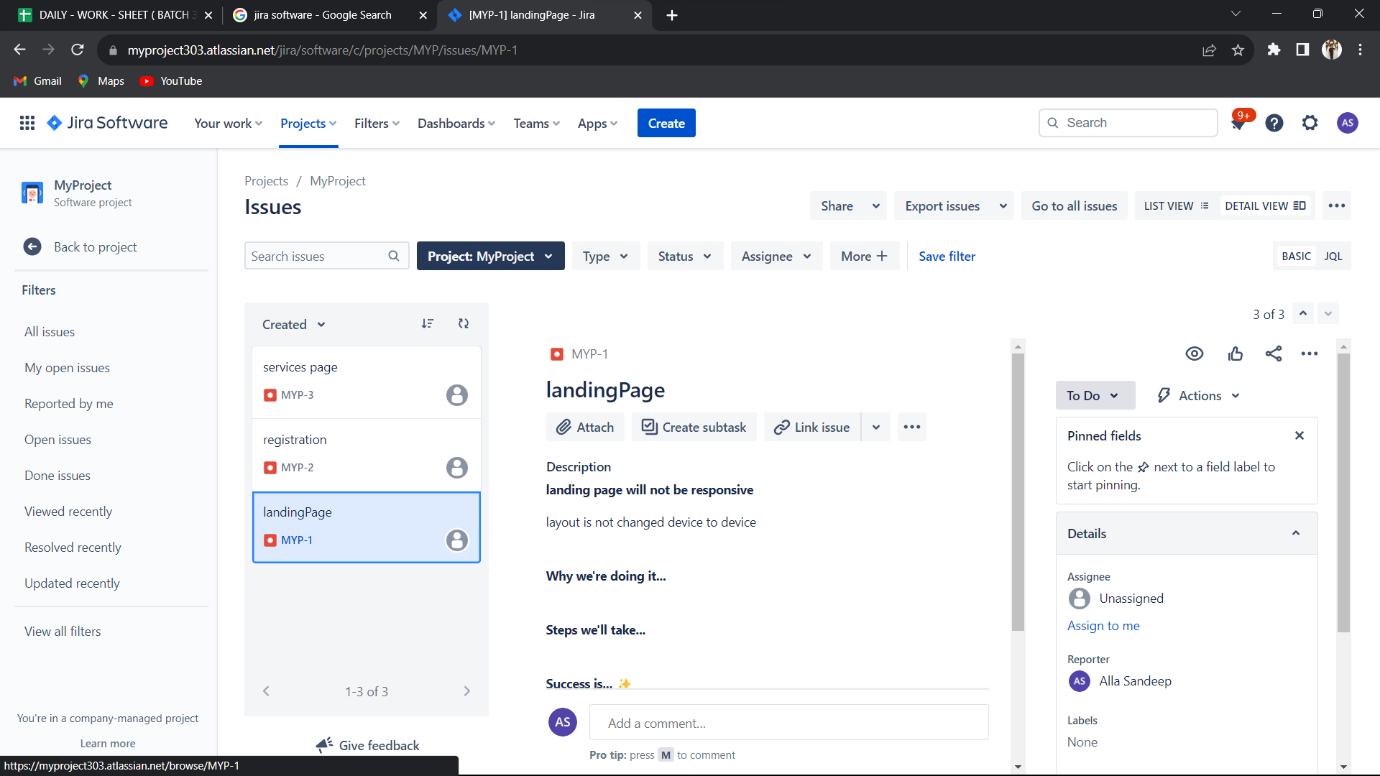 DAILY - WORK - SHEET ( BATCH 3
jira software - Google Search
[MYP-1] landingPage - Jira
myproject303.atlassian.net/jira/software/c/projects/MYP/issues/MYP-1
Gmail
Maps
YouTube
Jira Software
Your work
Projects
Filters
Dashboards
Teams
Apps
Create
Search
9+
AS
MyProject
Software project
Back to project
Filters
All issues
My open issues
Reported by me
Open issues
Done issues
Viewed recently
Resolved recently
Updated recently
View all filters
You're in a company-managed project
Learn more
Projects / MyProject
Issues
Share
Export issues
Go to all issues
LIST VIEW
DETAIL VIEW
Search issues
Project: MyProject
Type
Status
Assignee
More +
Save filter
BASIC
JQL
Created
services page
MYP-3
registration
MYP-2
landingPage
MYP-1
1-3 of 3
Give feedback
3 of 3
MYP-1
landingPage
Attach
Create subtask
Link issue
Description
landing page will not be responsive
layout is not changed device to device
Why we're doing it...
Steps we'll take...
Success is... ✨
AS
Add a comment...
Pro tip: press M to comment
To Do
Actions
Pinned fields
Click on the 📌 next to a field label to
start pinning.
Details
Assignee
Unassigned
Assign to me
Reporter
AS
Alla Sandeep
Labels
None
https://myproject303.atlassian.net/browse/MYP-1